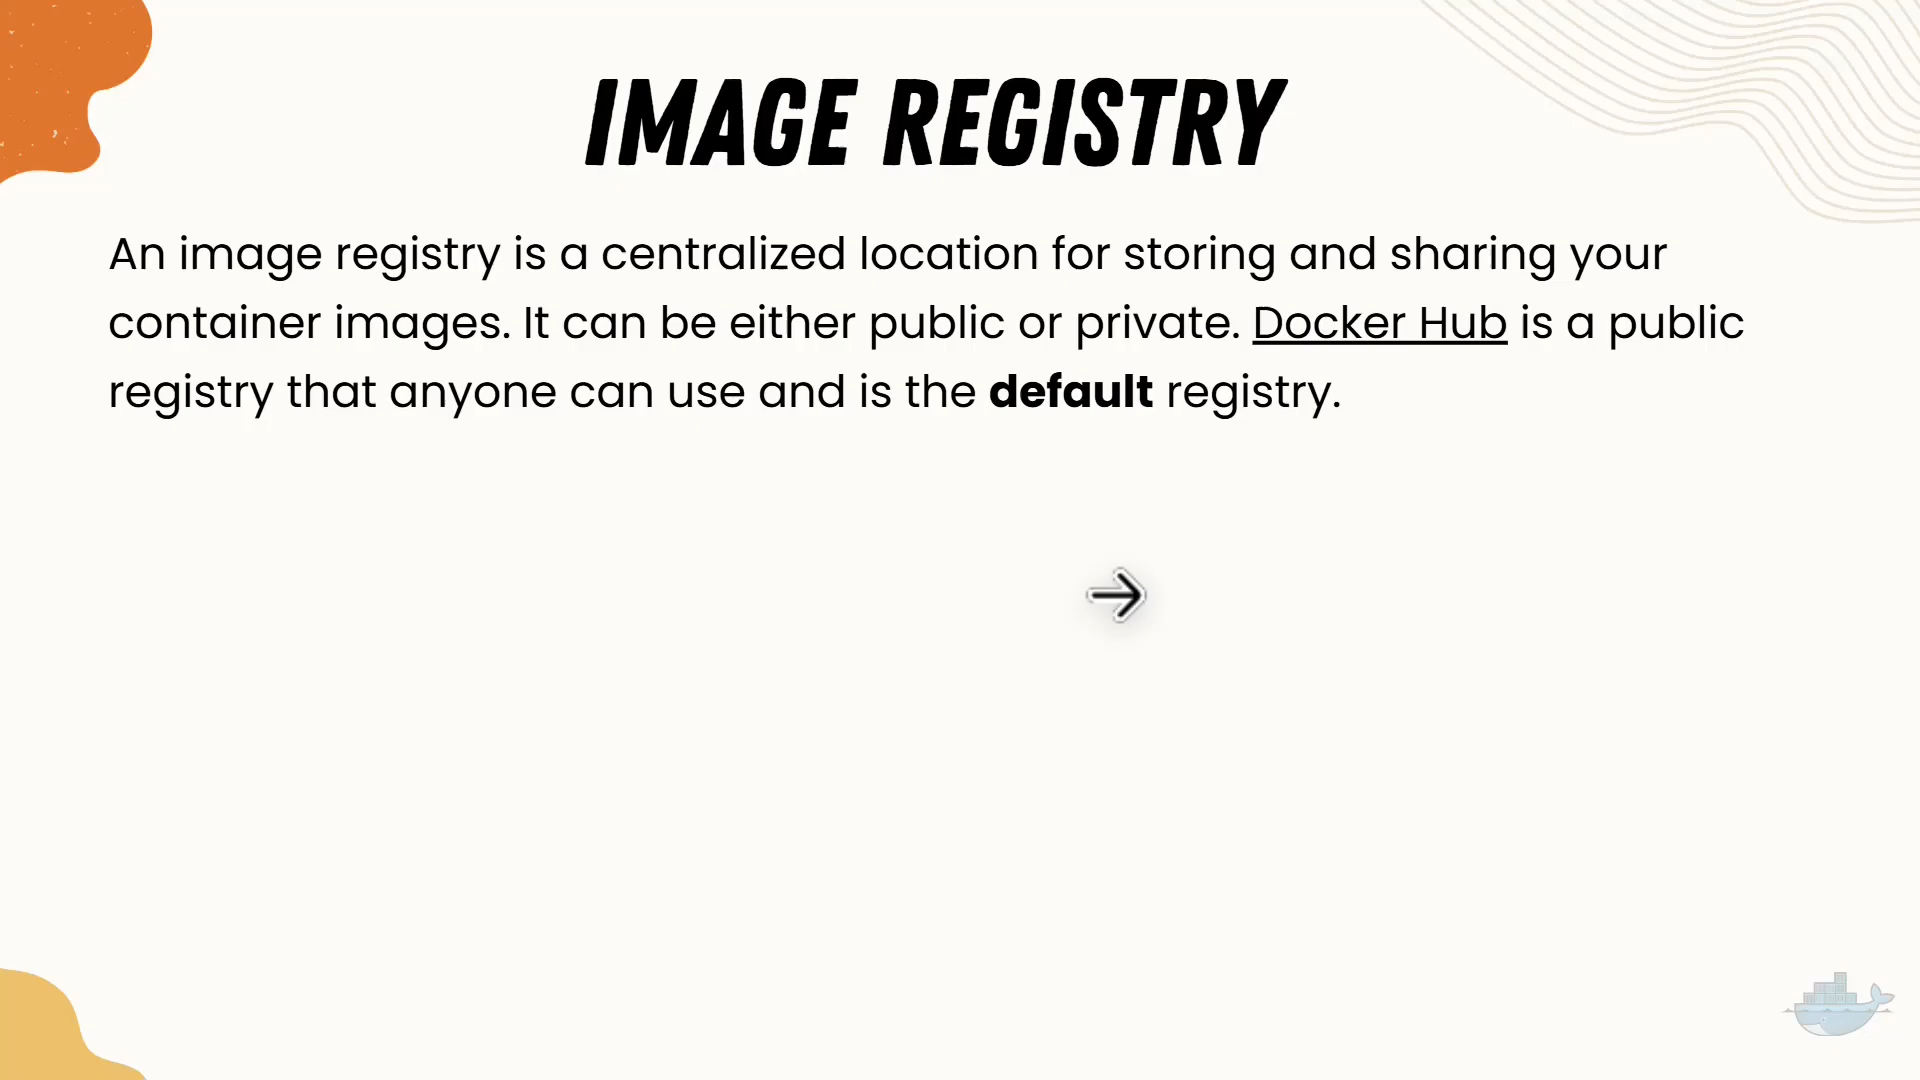 IMAGE REGISTRY
An image registry is a centralized location for storing and sharing your
container images. It can be either public or private. Docker Hub is a public
registry that anyone can use and is the default registry.